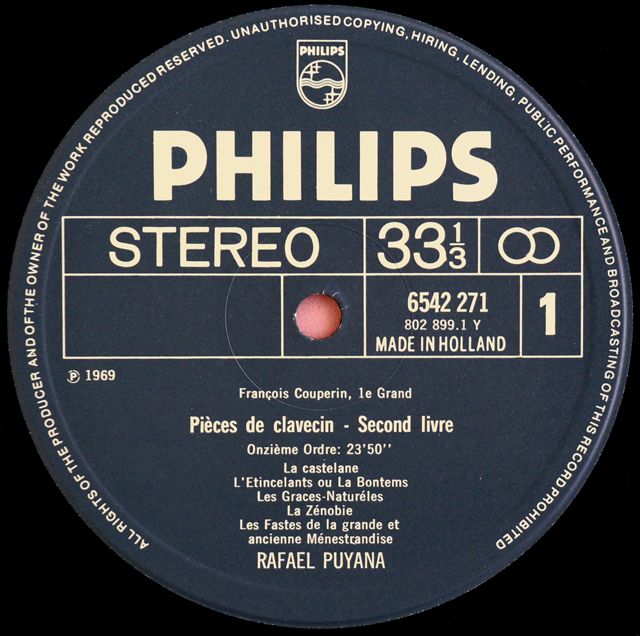 ALL RIGHTS OF THE PRODUCER AND OF THE OWNER OF THE WORK REPRODUCED RESERVED. UNAUTHORISED COPYING, HIRING, LENDING, PUBLIC PERFORMANCE AND BROADCASTING OF THIS RECORD PROHIBITED
PHILIPS
PHILIPS
STEREO 33 1/3
6542 271 1
802 899.1 Y
MADE IN HOLLAND
℗ 1969
François Couperin, 1e Grand
Pièces de clavecin - Second livre
Onzième Ordre: 23'50''
La castelane
L'Etincelants ou La Bontems
Les Graces-Naturéles
La Zénobie
Les Fastes de la grande et
ancienne Ménestrandise
RAFAEL PUYANA